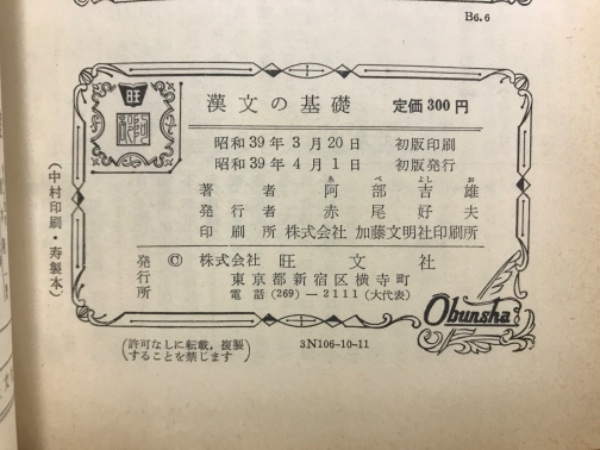 B6.6
旺
漢文の基礎 定価300円
昭和39年3月20日 初版印刷
昭和39年4月1日 初版発行
あべよしお
著者 阿部吉雄
発行者 赤尾好夫
印刷所 株式会社 加藤文明社印刷所
発行所 © 株式会社 旺文社
東京都新宿区横寺町
電話(269)—2111(大代表)
Obunsha
(許可なしに転載,複製
することを禁じます)
3N106-10-11
(中村印刷・寿製本)